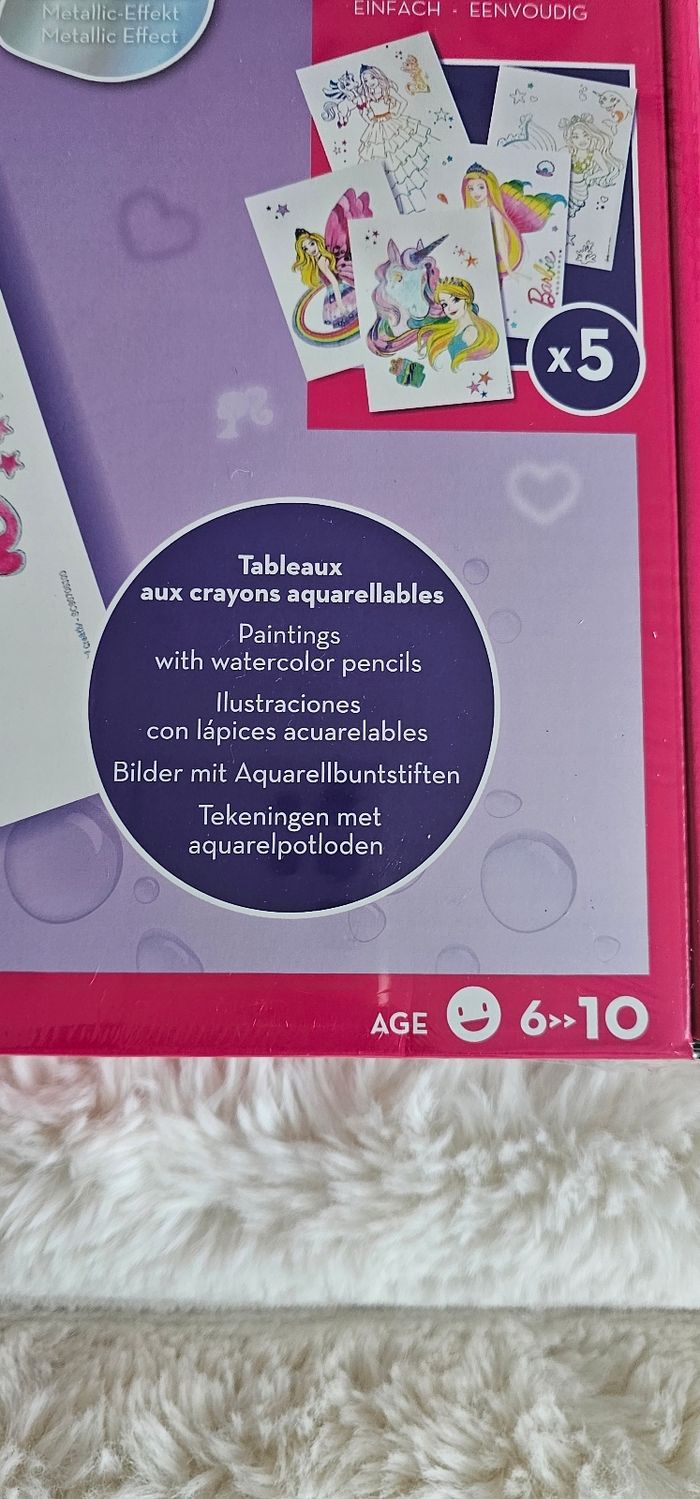 Metallic-Effekt
Metallic Effect
EINFACH - EENVOUDIG
Barbie
x5
Tableaux
aux crayons aquarellables
Paintings
with watercolor pencils
Ilustraciones
con lápices acuarelables
Bilder mit Aquarellbuntstiften
Tekeningen met
aquarelpotloden
AGE 6>>10